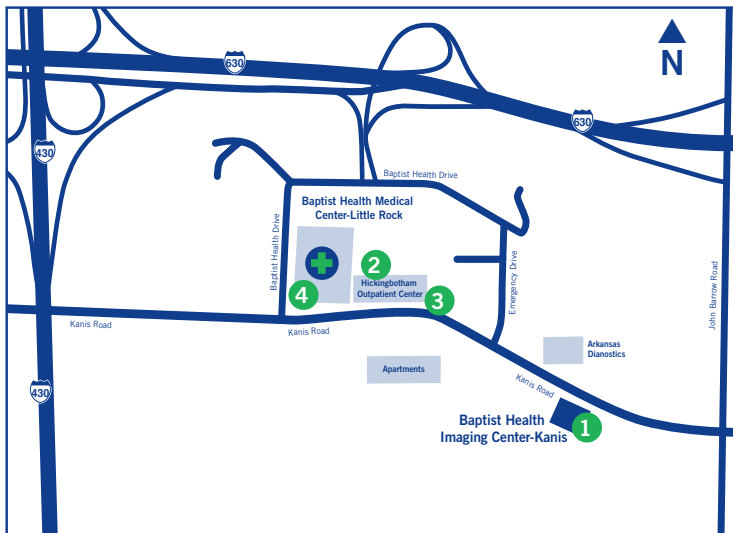 N
630
630
430
Baptist Health Drive
Baptist Health Medical
Center-Little Rock
Baptist Health Drive
2
Hickingbotham
Outpatient Center
4
3
Emergency Drive
John Barrow Road
Kanis Road
Kanis Road
Arkansas
Dianostics
Apartments
Kanis Road
430
Baptist Health
Imaging Center-Kanis
1